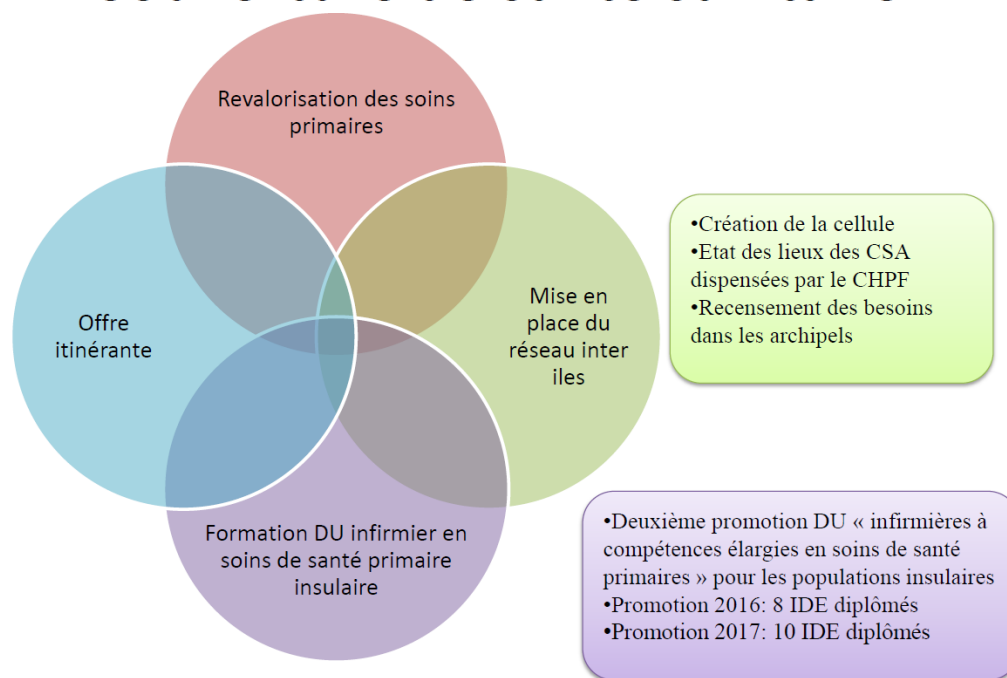 Revalorisation des soins
primaires
Offre
itinérante
Mise en
place du
réseau inter
iles
Formation DU infirmier en
soins de santé primaire
insulaire
•Création de la cellule
•Etat des lieux des CSA
dispensées par le CHPF
•Recensement des besoins
dans les archipels
•Deuxième promotion DU « infirmières à
compétences élargies en soins de santé
primaires » pour les populations insulaires
•Promotion 2016: 8 IDE diplômés
•Promotion 2017: 10 IDE diplômés